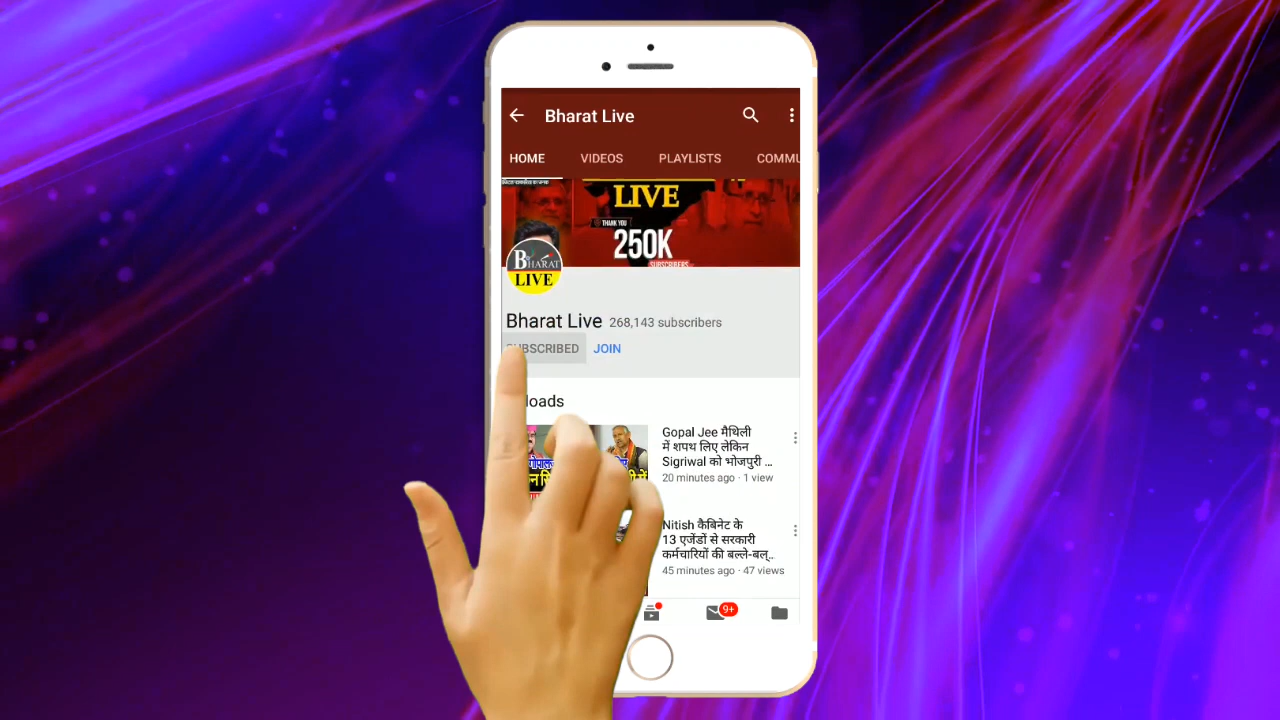 Bharat Live
HOME VIDEOS PLAYLISTS COMMU
LIVE
THANK YOU
250K
SUBSCRIBERS
BHARAT
LIVE
Bharat Live 268,143 subscribers
SUBSCRIBED JOIN
loads
Gopal Jee मैथिली
में शपथ लिए लेकिन
Sigriwal को भोजपुरी ...
20 minutes ago · 1 view
Nitish कैबिनेट के
13 एजेंडों से सरकारी
कर्मचारियों की बल्ले-बल्...
45 minutes ago · 47 views
9+